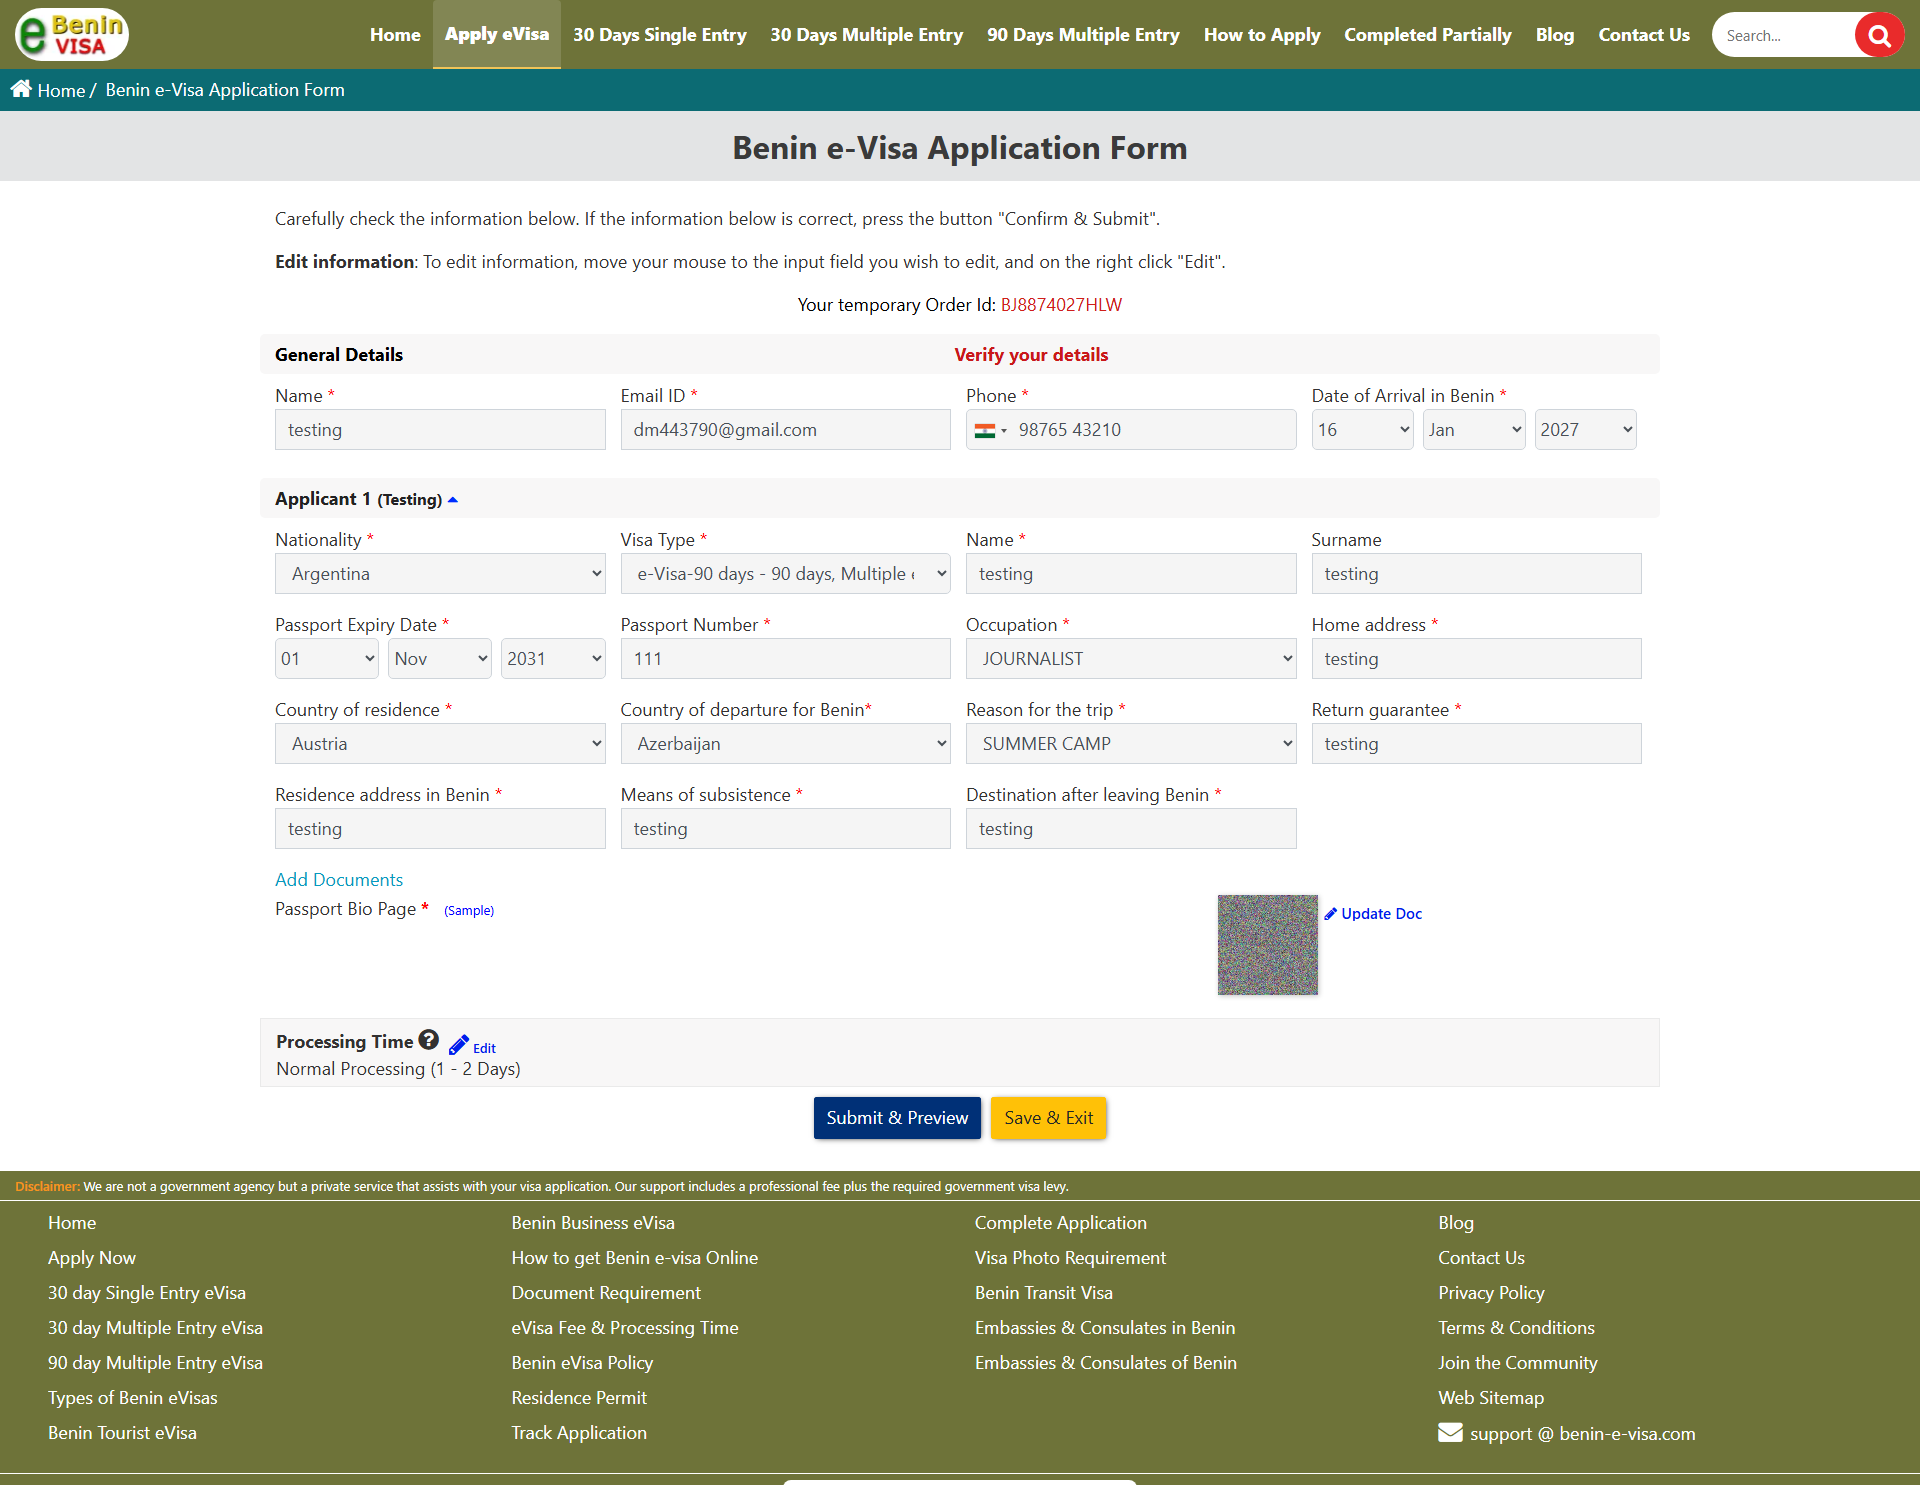 e Benin VISA
Home Apply eVisa 30 Days Single Entry 30 Days Multiple Entry 90 Days Multiple Entry How to Apply Completed Partially Blog Contact Us Search...
Home / Benin e-Visa Application Form
Benin e-Visa Application Form
Carefully check the information below. If the information below is correct, press the button "Confirm & Submit".
Edit information: To edit information, move your mouse to the input field you wish to edit, and on the right click "Edit".
Your temporary Order Id: BJ8874027HLW
General Details Verify your details
Name * Email ID * Phone * Date of Arrival in Benin *
testing dm443790@gmail.com 98765 43210 16 Jan 2027
Applicant 1 (Testing)
Nationality * Visa Type * Name * Surname
Argentina e-Visa-90 days - 90 days, Multiple testing testing
Passport Expiry Date * Passport Number * Occupation * Home address *
01 Nov 2031 111 JOURNALIST testing
Country of residence * Country of departure for Benin* Reason for the trip * Return guarantee *
Austria Azerbaijan SUMMER CAMP testing
Residence address in Benin * Means of subsistence * Destination after leaving Benin *
testing testing testing
Add Documents
Passport Bio Page * (Sample) Update Doc
Processing Time ? Edit
Normal Processing (1 - 2 Days)
Submit & Preview Save & Exit
Disclaimer: We are not a government agency but a private service that assists with your visa application. Our support includes a professional fee plus the required government visa levy.
Home Benin Business eVisa Complete Application Blog
Apply Now How to get Benin e-visa Online Visa Photo Requirement Contact Us
30 day Single Entry eVisa Document Requirement Benin Transit Visa Privacy Policy
30 day Multiple Entry eVisa eVisa Fee & Processing Time Embassies & Consulates in Benin Terms & Conditions
90 day Multiple Entry eVisa Benin eVisa Policy Embassies & Consulates of Benin Join the Community
Types of Benin eVisas Residence Permit Web Sitemap
Benin Tourist eVisa Track Application support @ benin-e-visa.com